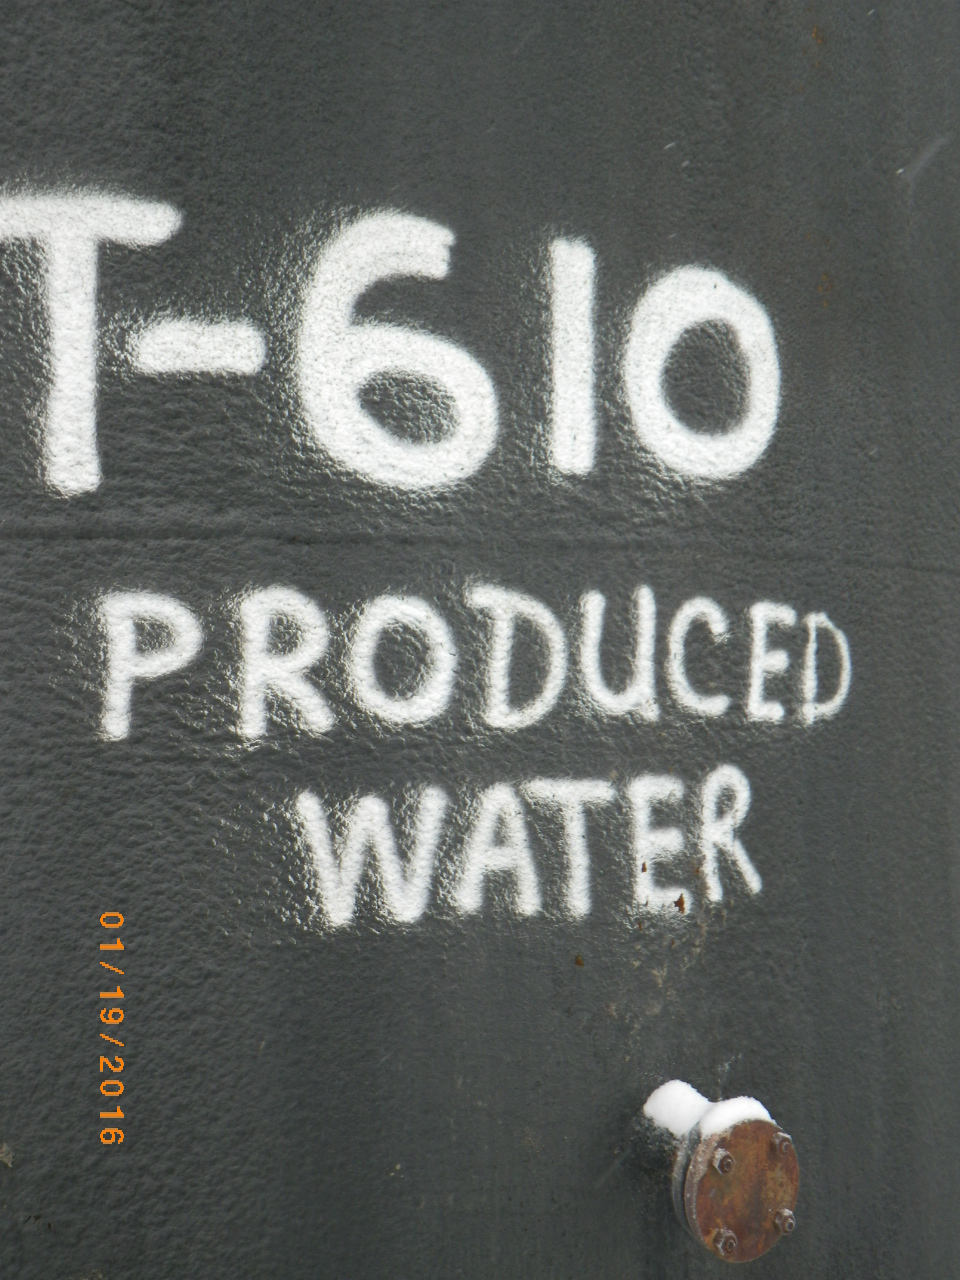 T-610
PRODUCED
WATER
01/19/2016